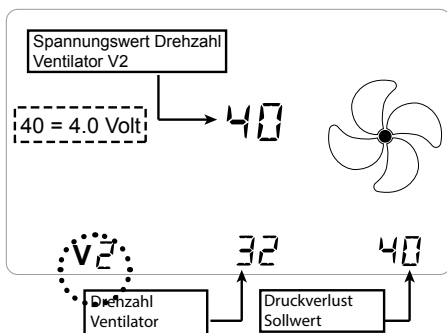 Spannungswert Drehzahl
Ventilator V2
40 = 4.0 Volt
40
V2
32
40
Drehzahl
Ventilator
Druckverlust
Sollwert